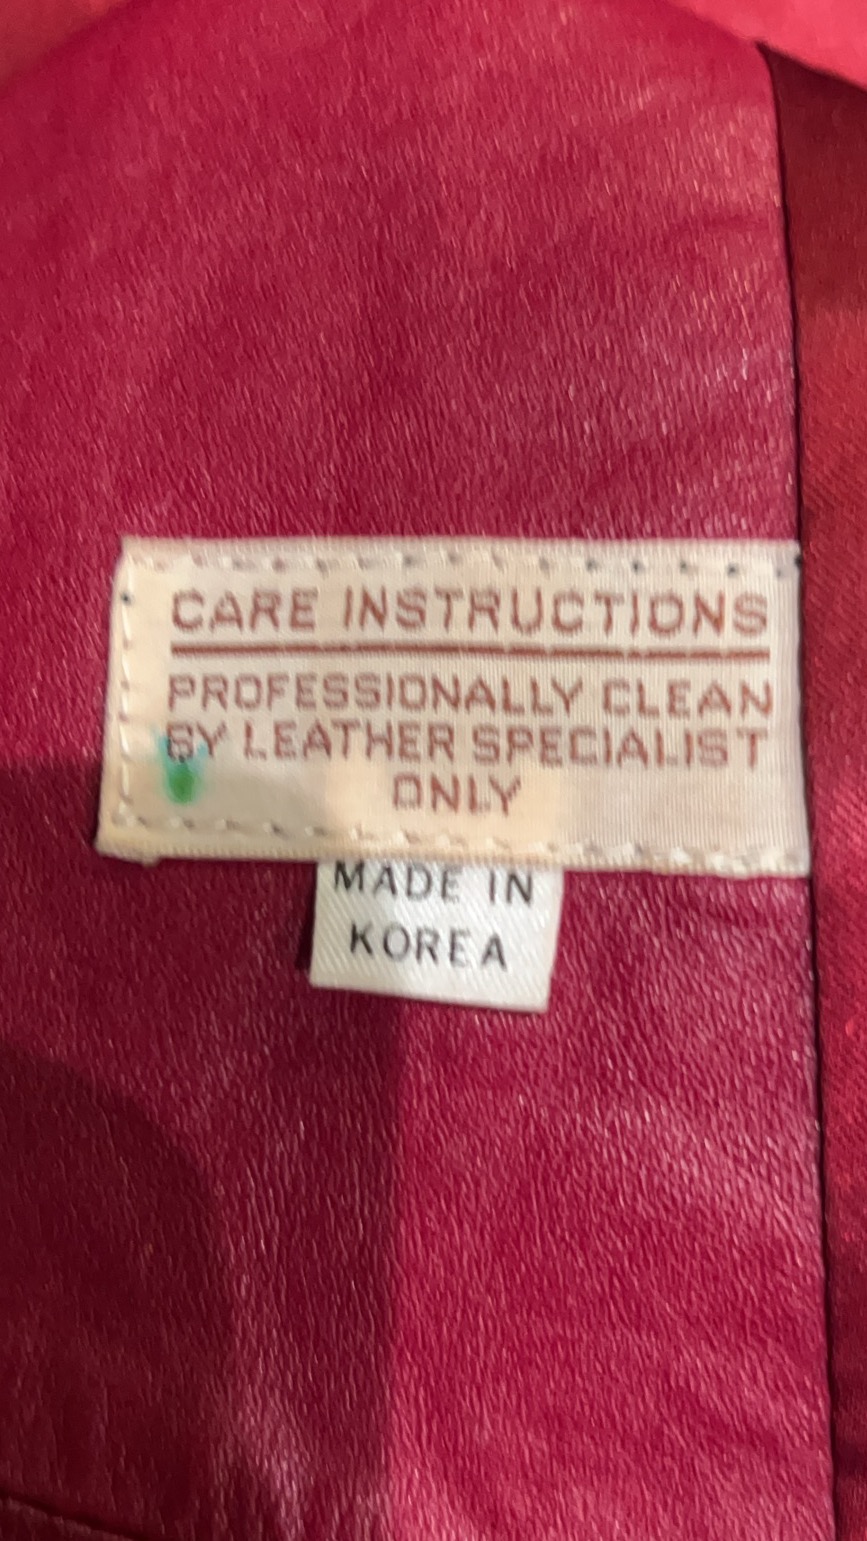 CARE INSTRUCTIONS
PROFESSIONALLY CLEAN
BY LEATHER SPECIALIST
ONLY
MADE IN
KOREA